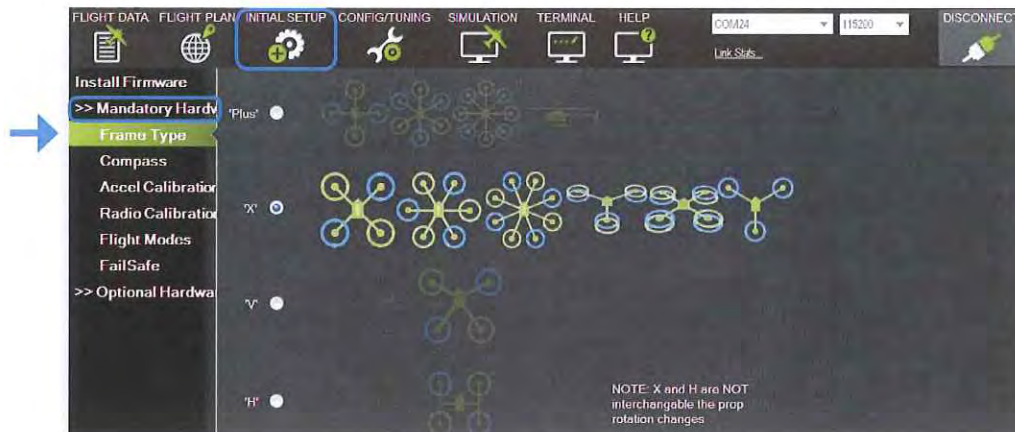 FLIGHT DATA FLIGHT PLAN INITIAL SETUP CONFIG/TUNING SIMULATION TERMINAL HELP COM24 115200 DISCONNECT
Link Stats...
Install Firmware
>> Mandatory Hardw
Frame Type
Compass
Accel Calibration
Radio Calibration
Flight Modes
FailSafe
>> Optional Hardwa
'Plus'
'X'
'V'
'H'
NOTE: X and H are NOT
interchangable the prop
rotation changes